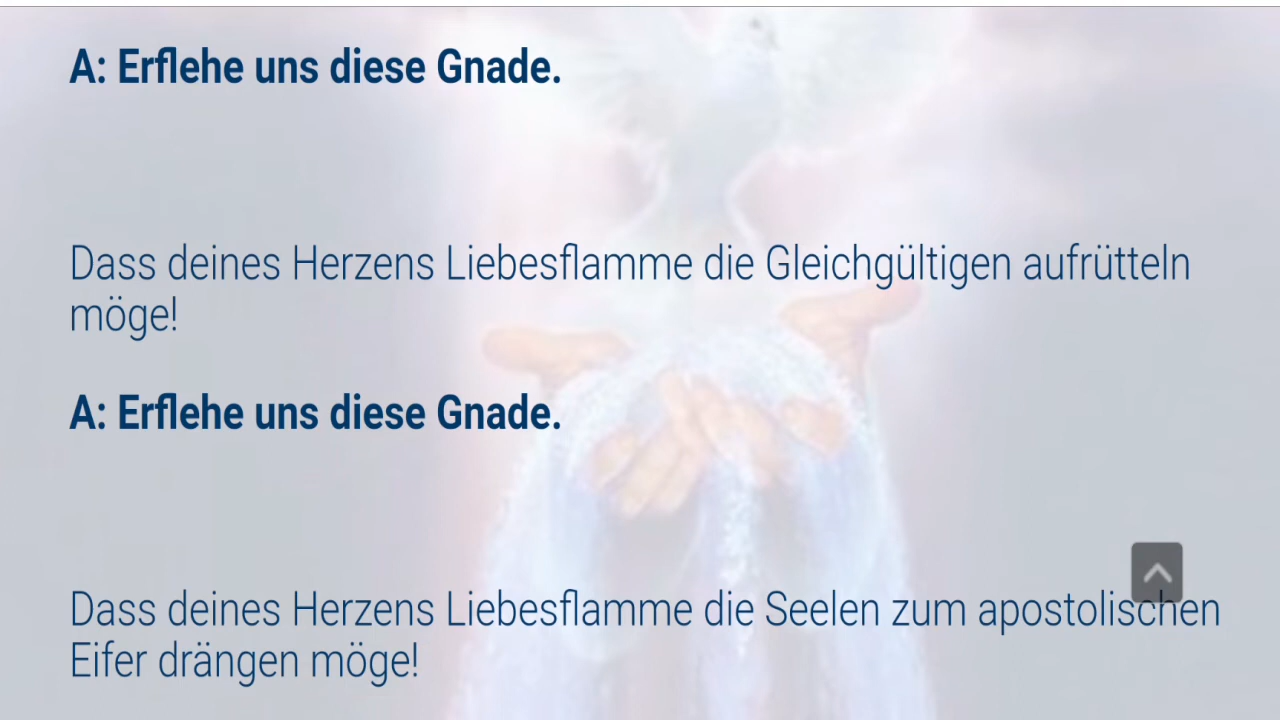 A: Erflehe uns diese Gnade.
Dass deines Herzens Liebesflamme die Gleichgültigen aufrütteln
möge!
A: Erflehe uns diese Gnade.
Dass deines Herzens Liebesflamme die Seelen zum apostolischen
Eifer drängen möge!